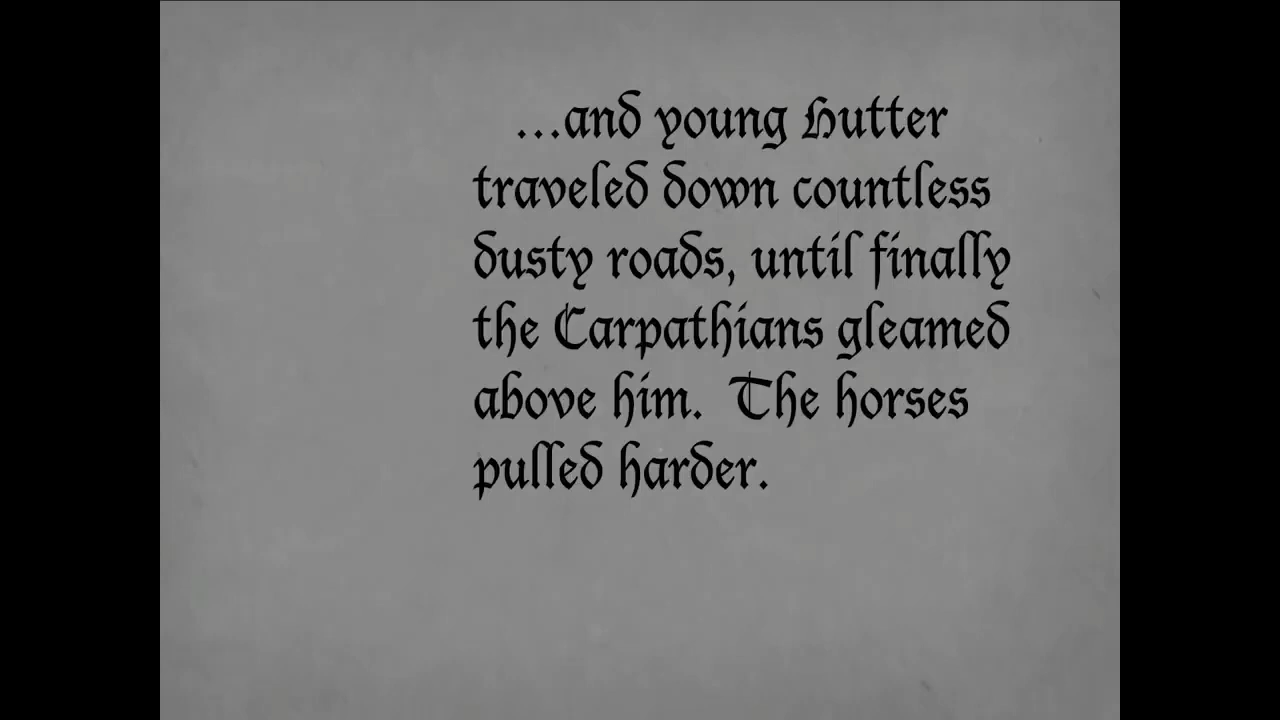 ...and young Hutter
traveled down countless
dusty roads, until finally
the Carpathians gleamed
above him. The horses
pulled harder.